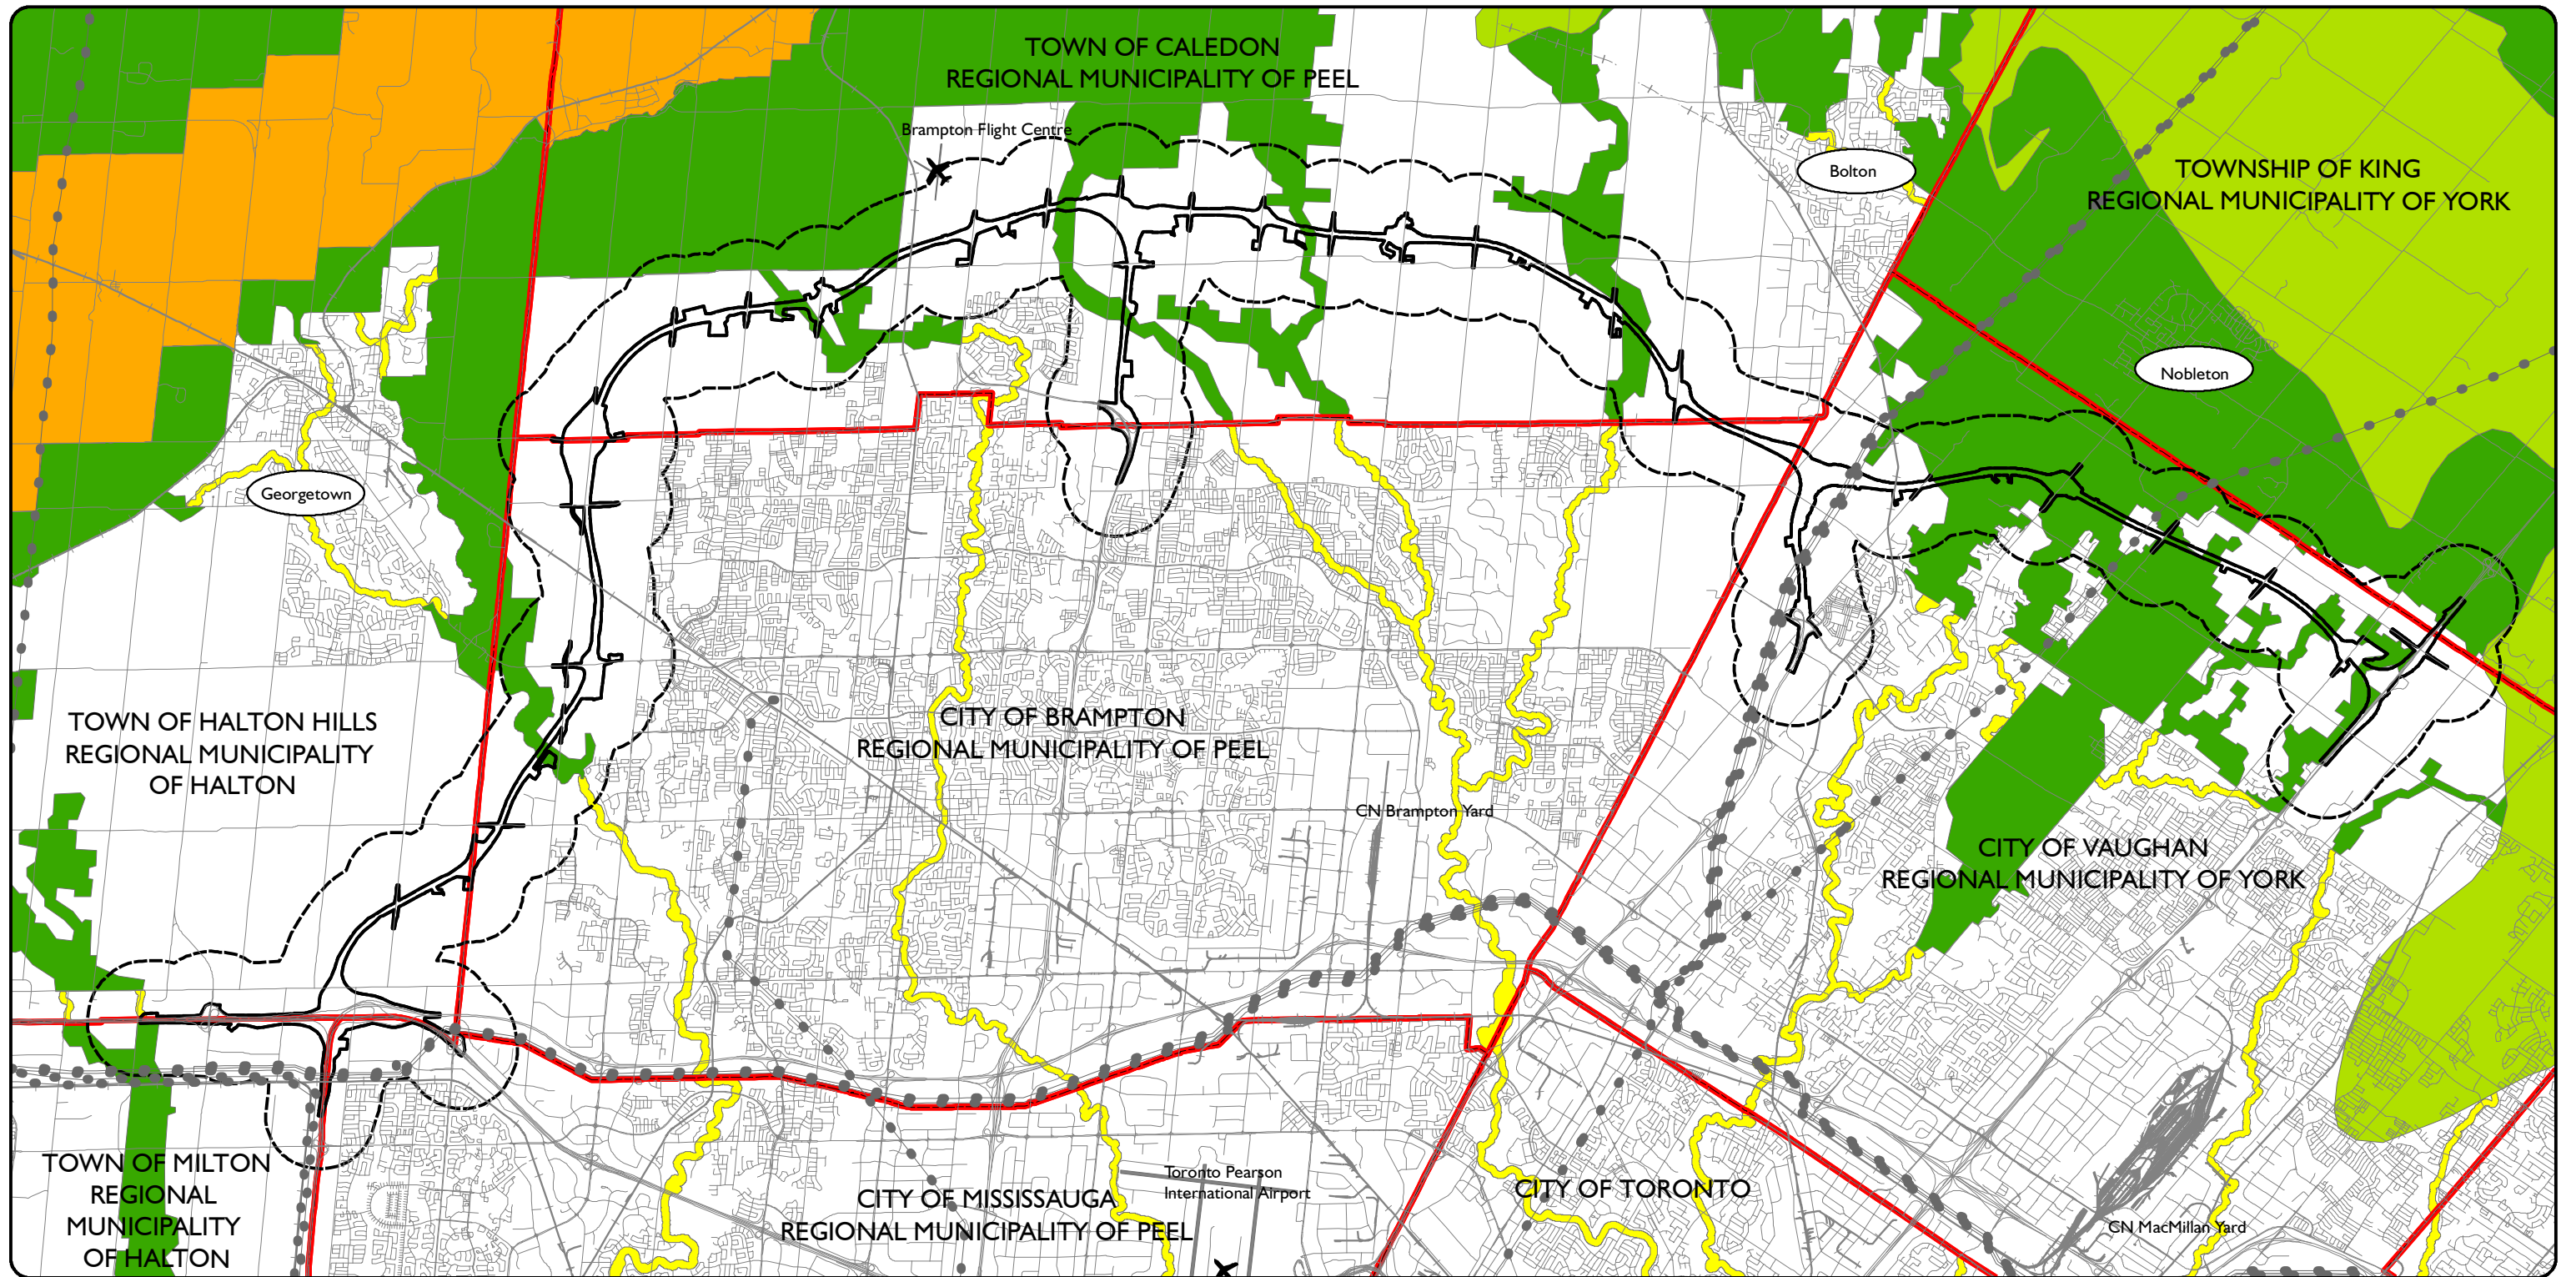 TOWN OF CALEDON
REGIONAL MUNICIPALITY OF PEEL
Brampton Flight Centre
Bolton
TOWNSHIP OF KING
REGIONAL MUNICIPALITY OF YORK
Nobleton
Georgetown
TOWN OF HALTON HILLS
REGIONAL MUNICIPALITY
OF HALTON
CITY OF BRAMPTON
REGIONAL MUNICIPALITY OF PEEL
CN Brampton Yard
CITY OF VAUGHAN
REGIONAL MUNICIPALITY OF YORK
TOWN OF MILTON
REGIONAL
MUNICIPALITY
OF HALTON
CITY OF MISSISSAUGA
REGIONAL MUNICIPALITY OF PEEL
Toronto Pearson
International Airport
CITY OF TORONTO
CN MacMillan Yard